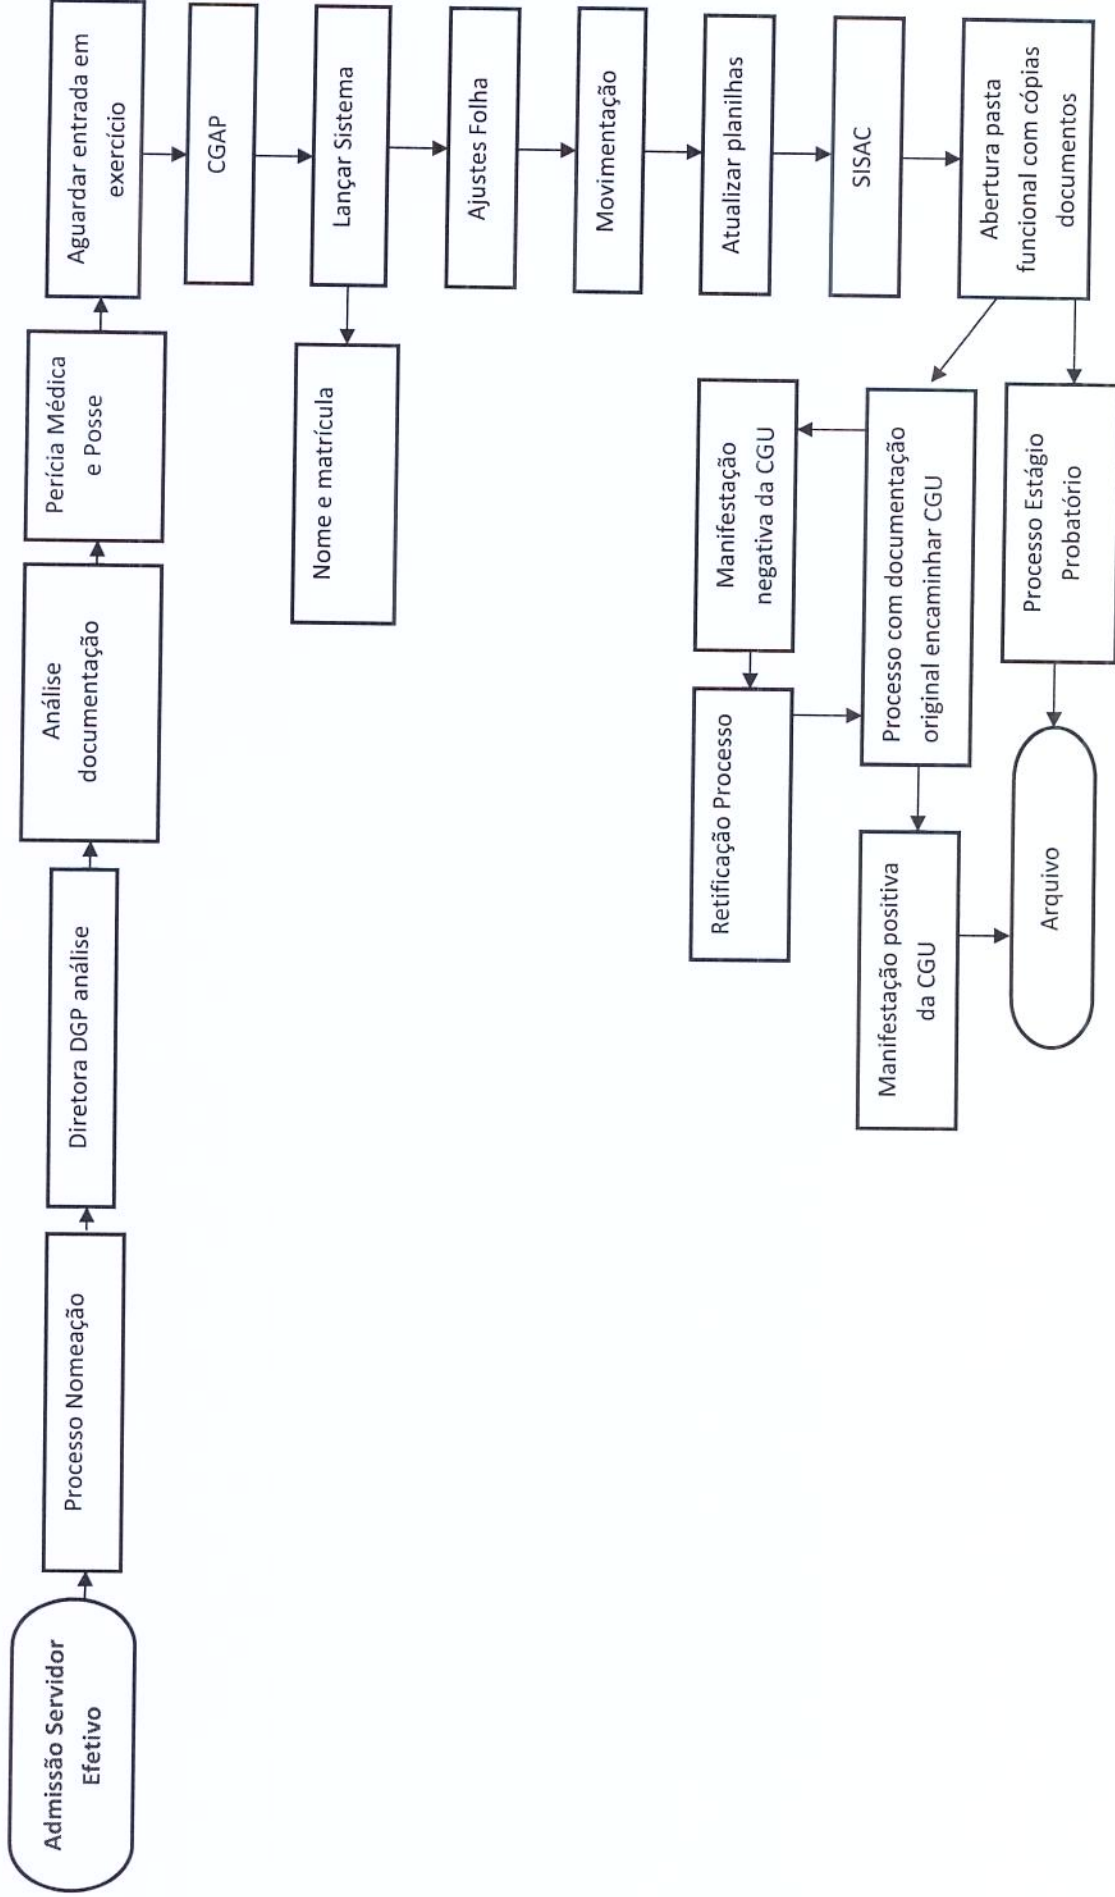 Admissão Servidor
Efetivo
Processo Nomeação
Diretora DGP análise
Análise
documentação
Perícia Médica
e Posse
Aguardar entrada em
exercício
CGAP
Lançar Sistema
Nome e matrícula
Ajustes Folha
Movimentação
Atualizar planilhas
SISAC
Abertura pasta
funcional com cópias
documentos
Processo com documentação
original encaminhar CGU
Manifestação
negativa da CGU
Retificação Processo
Manifestação positiva
da CGU
Processo Estágio
Probatório
Arquivo